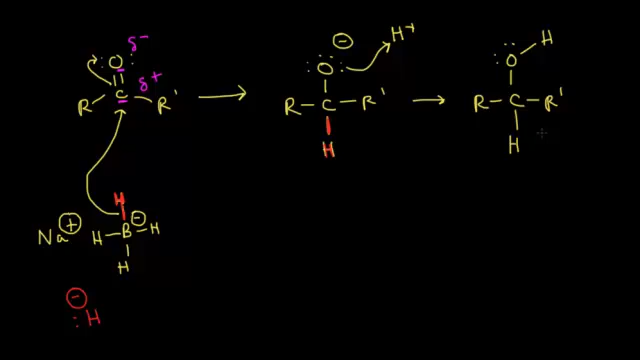 δ-
:O:
δ+
R C R'
H
Na + H B - H
H
- :H
- H+
:O:
R-C-R'
H
H
O
R-C-R'
H